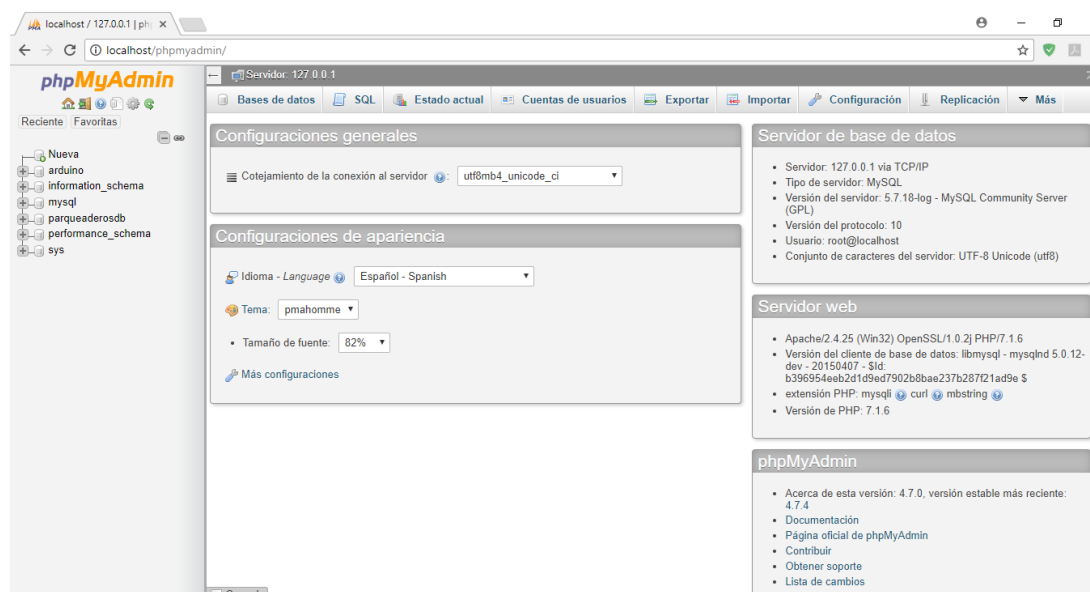 localhost / 127.0.0.1 | ph
localhost/phpmyadmin/
phpMyAdmin
Reciente Favoritas
Nueva
arduino
information_schema
mysql
parqueaderosdb
performance_schema
sys
Servidor: 127.0.0.1
Bases de datos SQL Estado actual Cuentas de usuarios Exportar Importar Configuración Replicación Más
Configuraciones generales
Cotejamiento de la conexión al servidor : utf8mb4_unicode_ci
Configuraciones de apariencia
Idioma - Language Español - Spanish
Tema: pmahomme
• Tamaño de fuente: 82%
Más configuraciones
Servidor de base de datos
• Servidor: 127.0.0.1 via TCP/IP
• Tipo de servidor: MySQL
• Versión del servidor: 5.7.18-log - MySQL Community Server
(GPL)
• Versión del protocolo: 10
• Usuario: root@localhost
• Conjunto de caracteres del servidor: UTF-8 Unicode (utf8)
Servidor web
• Apache/2.4.25 (Win32) OpenSSL/1.0.2j PHP/7.1.6
• Versión del cliente de base de datos: libmysql - mysqlnd 5.0.12-
dev - 20150407 - $Id:
b396954eeb2d1d9ed7902b8bae237b287f21ad9e $
• extensión PHP: mysqli curl mbstring
• Versión de PHP: 7.1.6
phpMyAdmin
• Acerca de esta versión: 4.7.0, versión estable más reciente:
4.7.4
• Documentación
• Página oficial de phpMyAdmin
• Contribuir
• Obtener soporte
• Lista de cambios